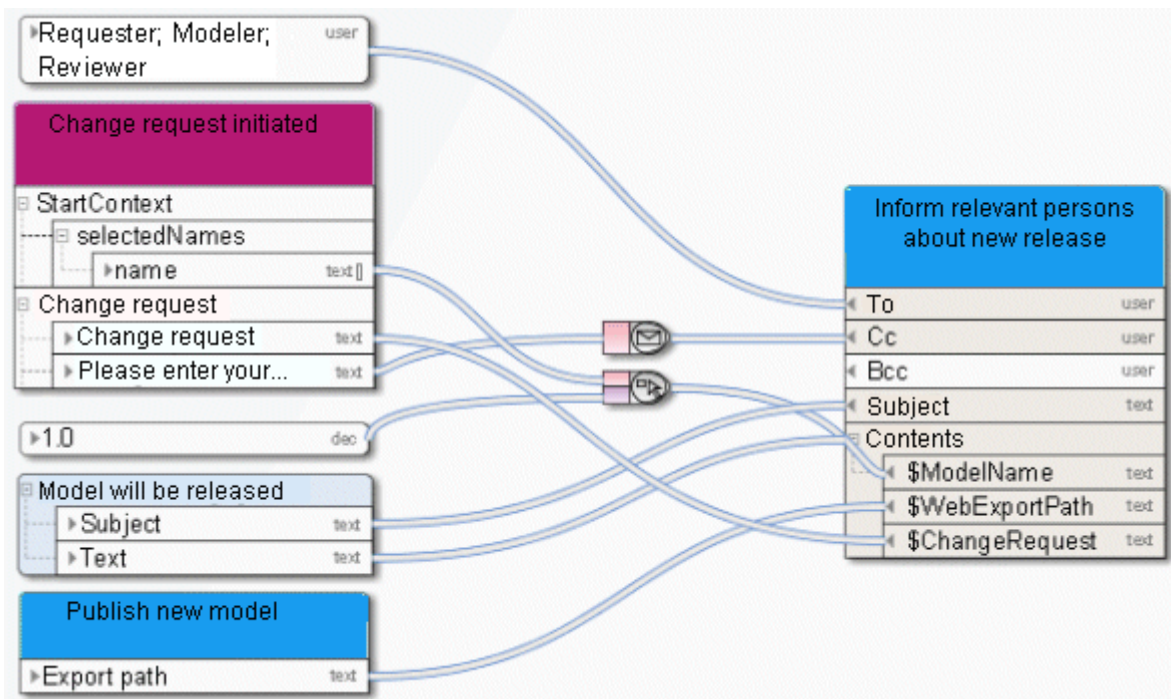 Requester; Modeler; user
Reviewer
Change request initiated
StartContext
selectedNames
name text[]
Change request
Change request text
Please enter your... text
1.0 dec
Model will be released
Subject text
Text text
Publish new model
Export path text
Inform relevant persons
about new release
To user
Cc user
Bcc user
Subject text
Contents
$ModelName text
$WebExportPath text
$ChangeRequest text